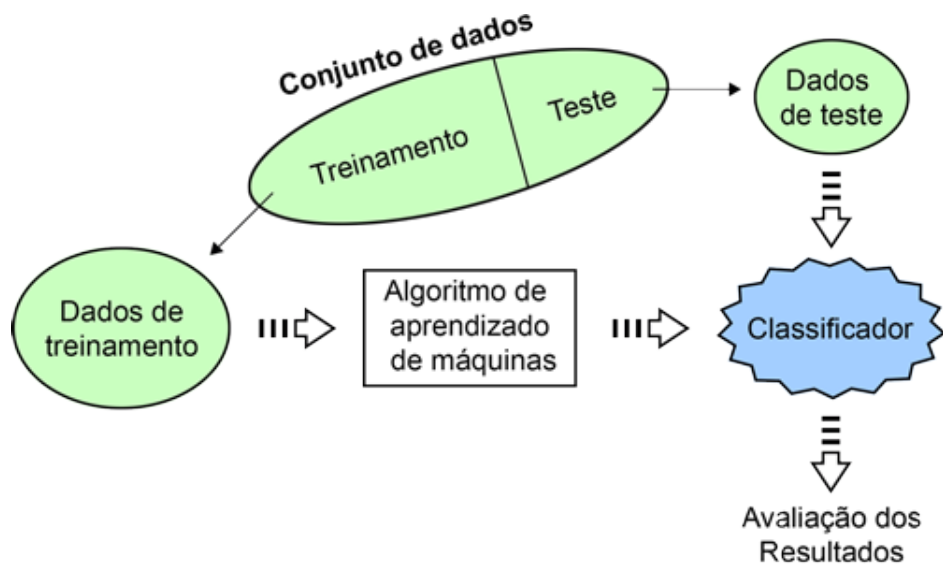 Conjunto de dados
Treinamento
Teste
Dados
de teste
Dados de
treinamento
Algoritmo de
aprendizado
de máquinas
Classificador
Avaliação dos
Resultados